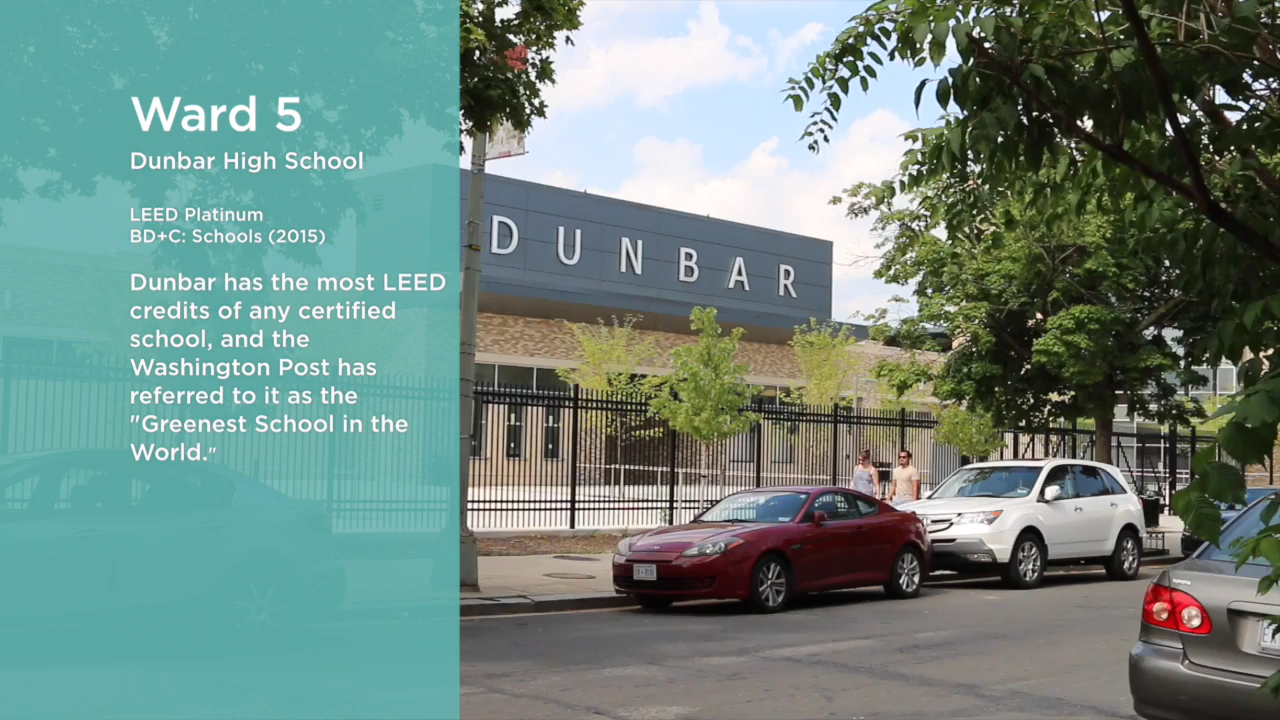 Ward 5
Dunbar High School
LEED Platinum
BD+C: Schools (2015)
Dunbar has the most LEED
credits of any certified
school, and the
Washington Post has
referred to it as the
"Greenest School in the
World."
DUNBAR
TOYOTA